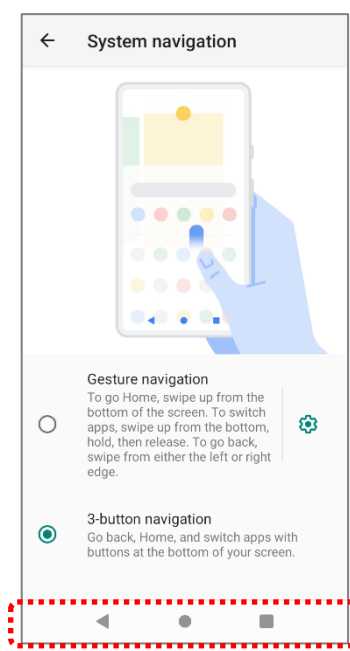 System navigation
Gesture navigation
To go Home, swipe up from the
bottom of the screen. To switch
apps, swipe up from the bottom,
hold, then release. To go back,
swipe from either the left or right
edge.
3-button navigation
Go back, Home, and switch apps with
buttons at the bottom of your screen.